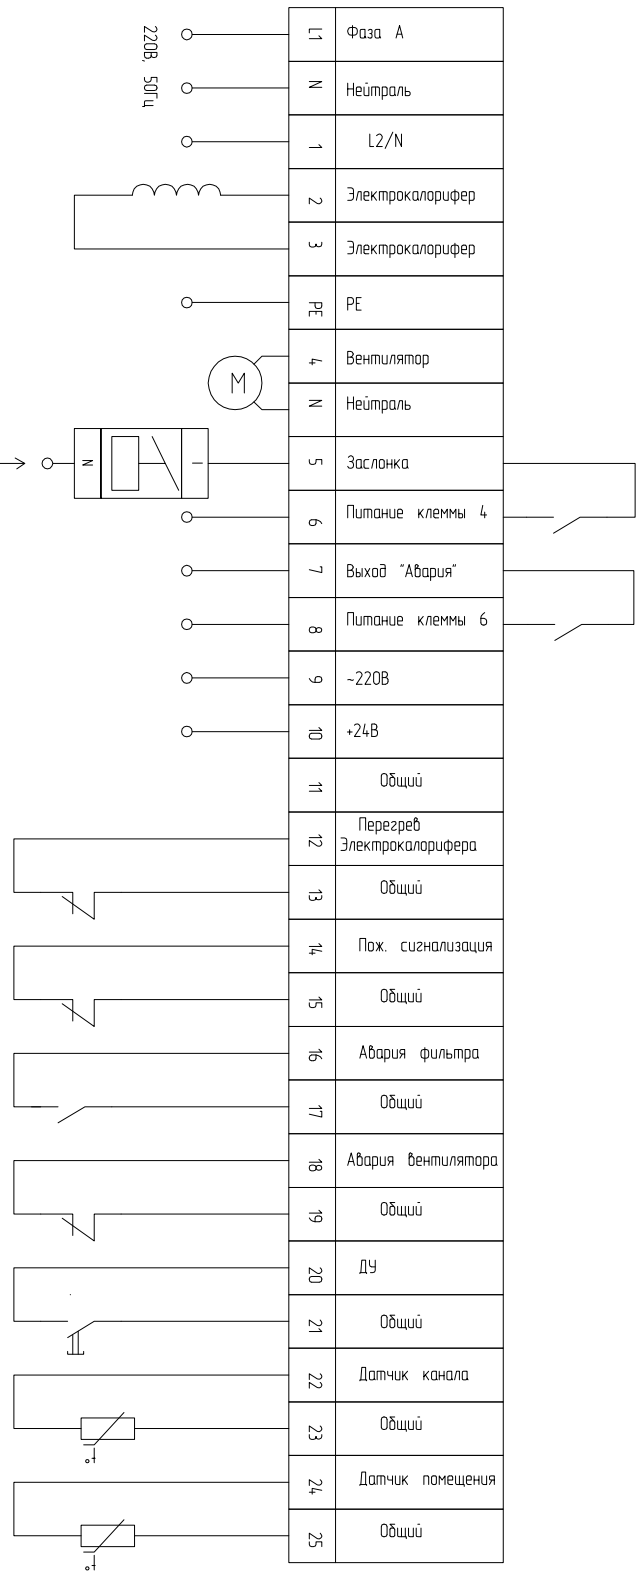 220В, 50Гц
L1 Фаза А
N Нейтраль
1 L2/N
2 Электрокалорифер
3 Электрокалорифер
PE PE
4 Вентилятор
M
N Нейтраль
N L 5 Заслонка
6 Питание клеммы 4
7 Выход "Авария"
8 Питание клеммы 6
9 ~220В
10 +24В
11 Общий
12 Перегрев
Электрокалорифера
13 Общий
14 Пож. сигнализация
15 Общий
16 Авария фильтра
17 Общий
18 Авария вентилятора
19 Общий
20 ДУ
21 Общий
22 Датчик канала
23 Общий
t°
24 Датчик помещения
25 Общий
t°